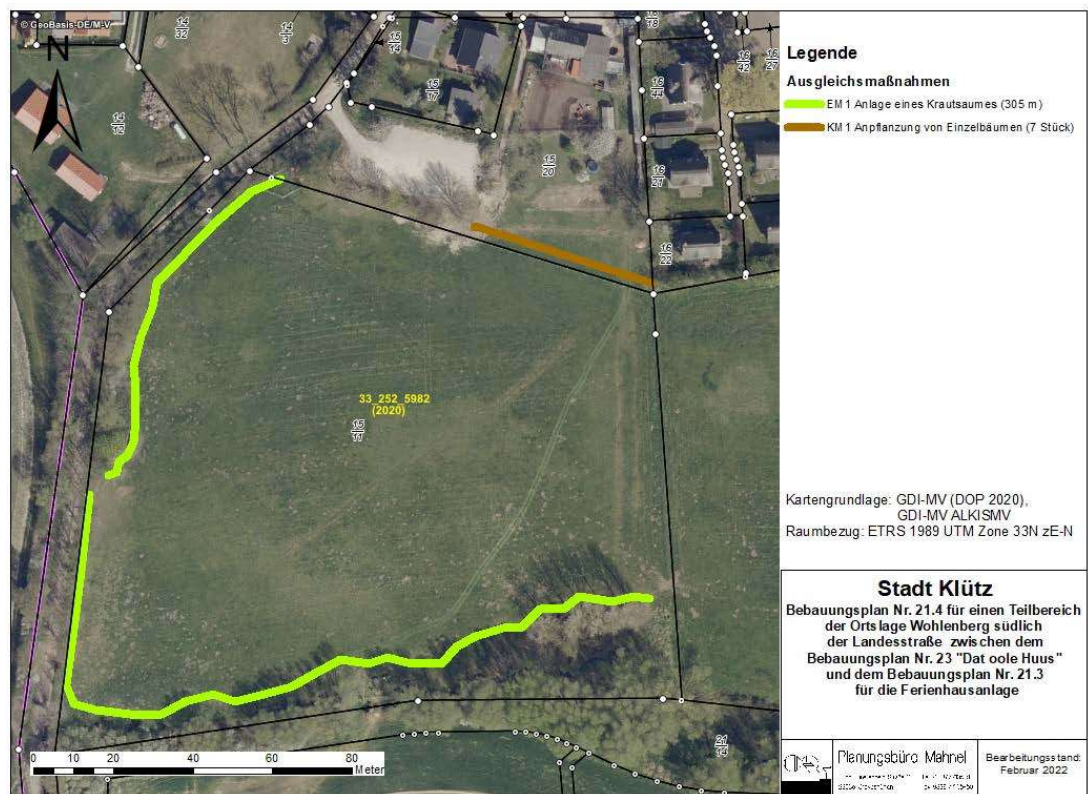 © GeoBasis-DE/M-V
N
33_252_5982
(2020)
15
11
0 10 20 40 60 80
Meter
Legende
Ausgleichsmaßnahmen
EM 1 Anlage eines Krautsaumes (305 m)
KM 1 Anpflanzung von Einzelbäumen (7 Stück)
Kartengrundlage: GDI-MV (DOP 2020),
GDI-MV ALKISMV
Raumbezug: ETRS 1989 UTM Zone 33N zE-N
Stadt Klütz
Bebauungsplan Nr. 21.4 für einen Teilbereich
der Ortslage Wohlenberg südlich
der Landesstraße zwischen dem
Bebauungsplan Nr. 23 "Dat oole Huus"
und dem Bebauungsplan Nr. 21.3
für die Ferienhausanlage
Planungsbüro Mahnel
Bearbeitungsstand:
Februar 2022